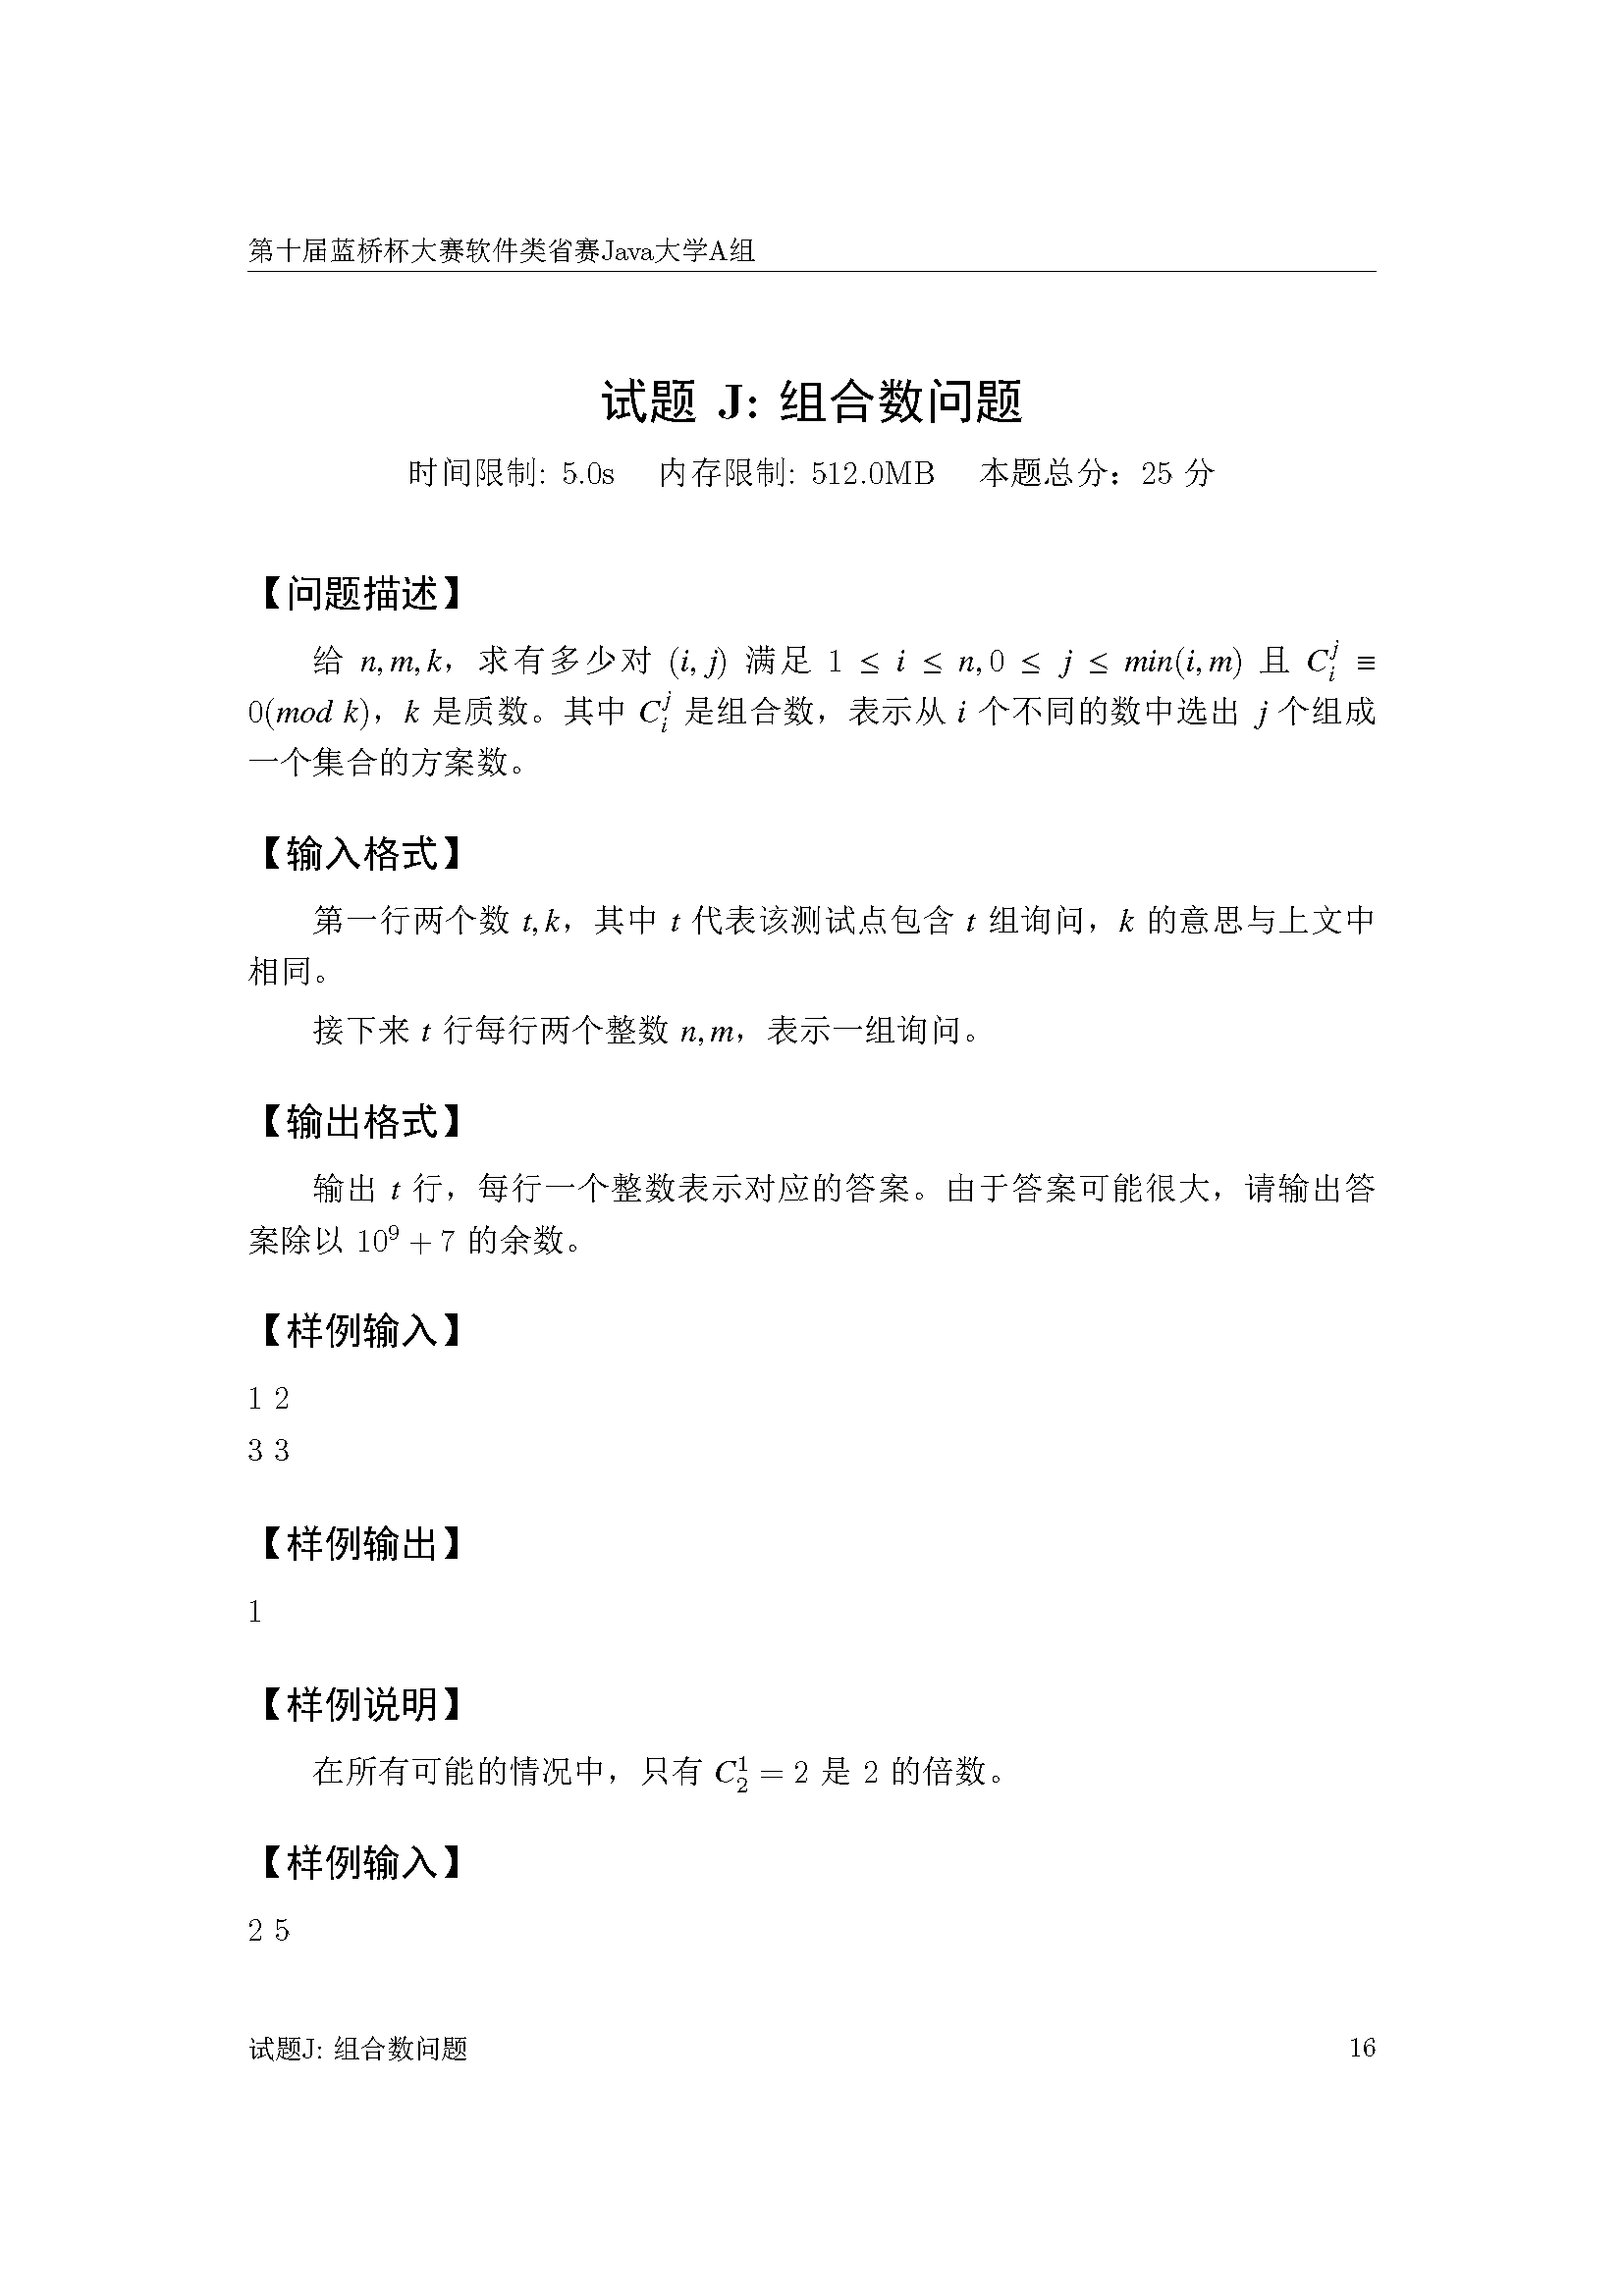 第十届蓝桥杯大赛软件类省赛Java大学A组
试题 J: 组合数问题
时间限制: 5.0s 内存限制: 512.0MB 本题总分：25 分
【问题描述】
给 n, m, k，求有多少对 (i, j) 满足 1 ≤ i ≤ n, 0 ≤ j ≤ min(i, m) 且 C_i^j ≡
0(mod k)，k 是质数。其中 C_i^j 是组合数，表示从 i 个不同的数中选出 j 个组成
一个集合的方案数。
【输入格式】
第一行两个数 t, k，其中 t 代表该测试点包含 t 组询问，k 的意思与上文中
相同。
接下来 t 行每行两个整数 n, m，表示一组询问。
【输出格式】
输出 t 行，每行一个整数表示对应的答案。由于答案可能很大，请输出答
案除以 10^9 + 7 的余数。
【样例输入】
1 2
3 3
【样例输出】
1
【样例说明】
在所有可能的情况中，只有 C_2^1 = 2 是 2 的倍数。
【样例输入】
2 5
试题J: 组合数问题 16